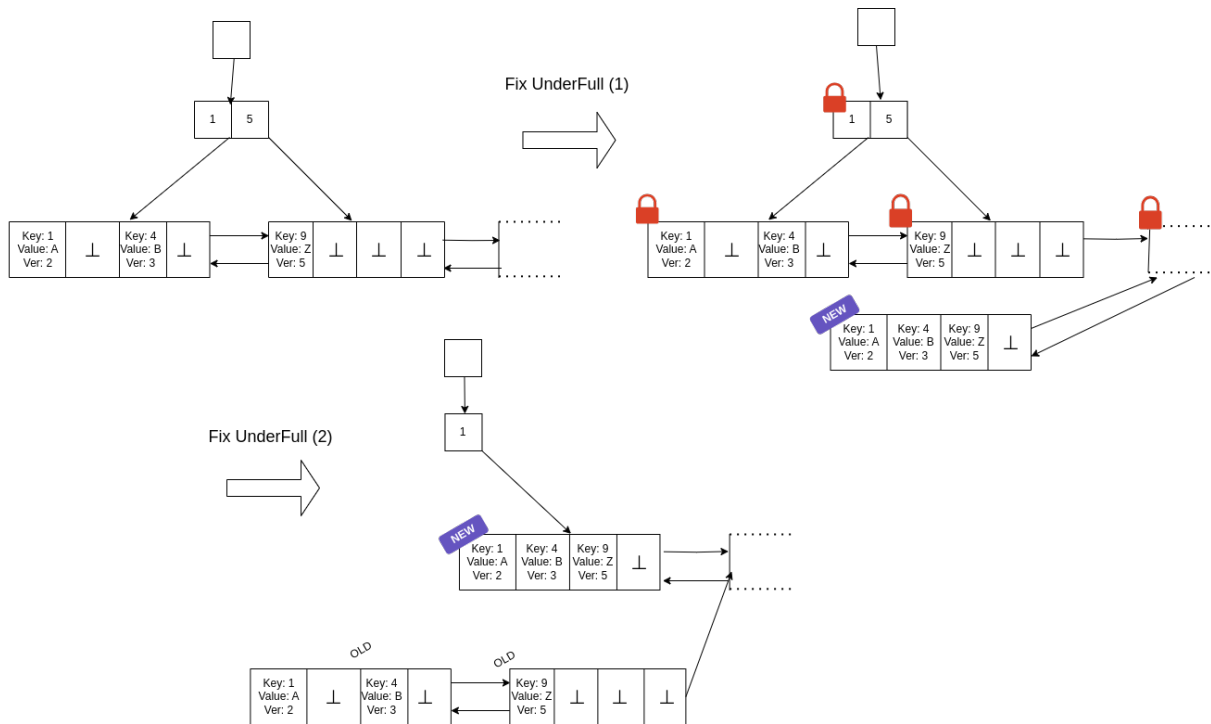 Fix UnderFull (1)
1
5
1
5
Key: 1
Value: A
Ver: 2
⊥
Key: 4
Value: B
Ver: 3
⊥
Key: 9
Value: Z
Ver: 5
⊥
⊥
⊥
Key: 1
Value: A
Ver: 2
⊥
Key: 4
Value: B
Ver: 3
⊥
Key: 9
Value: Z
Ver: 5
⊥
⊥
⊥
NEW
Key: 1
Value: A
Ver: 2
Key: 4
Value: B
Ver: 3
Key: 9
Value: Z
Ver: 5
⊥
Fix UnderFull (2)
1
NEW
Key: 1
Value: A
Ver: 2
Key: 4
Value: B
Ver: 3
Key: 9
Value: Z
Ver: 5
⊥
OLD
OLD
Key: 1
Value: A
Ver: 2
⊥
Key: 4
Value: B
Ver: 3
⊥
Key: 9
Value: Z
Ver: 5
⊥
⊥
⊥